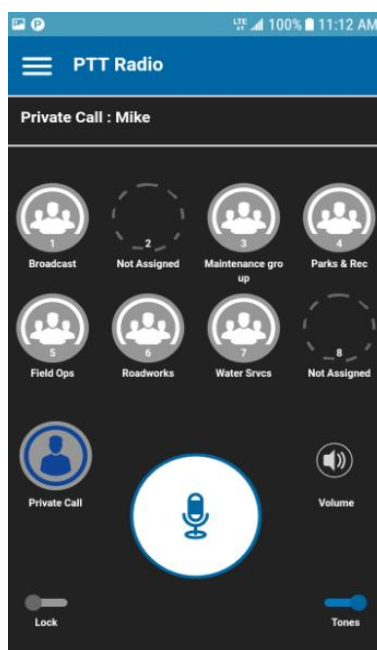 LTE 100% 11:12 AM
PTT Radio
Private Call : Mike
1 2 3 4
Broadcast Not Assigned Maintenance gro Parks & Rec
up
5 6 7 8
Field Ops Roadworks Water Srvcs Not Assigned
Private Call Volume
Lock Tones